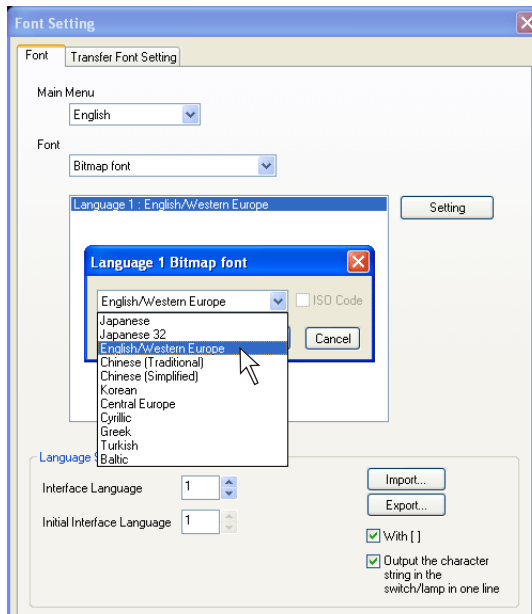 Font Setting
Font
Transfer Font Setting
Main Menu
English
Font
Bitmap font
Language 1 : English/Western Europe
Setting
Language 1 Bitmap font
English/Western Europe
ISO Code
Cancel
Japanese
Japanese 32
English/Western Europe
Chinese (Traditional)
Chinese (Simplified)
Korean
Central Europe
Cyrillic
Greek
Turkish
Baltic
Language
Interface Language
1
Import...
Export...
Initial Interface Language
1
With [ ]
Output the character
string in the
switch/lamp in one line